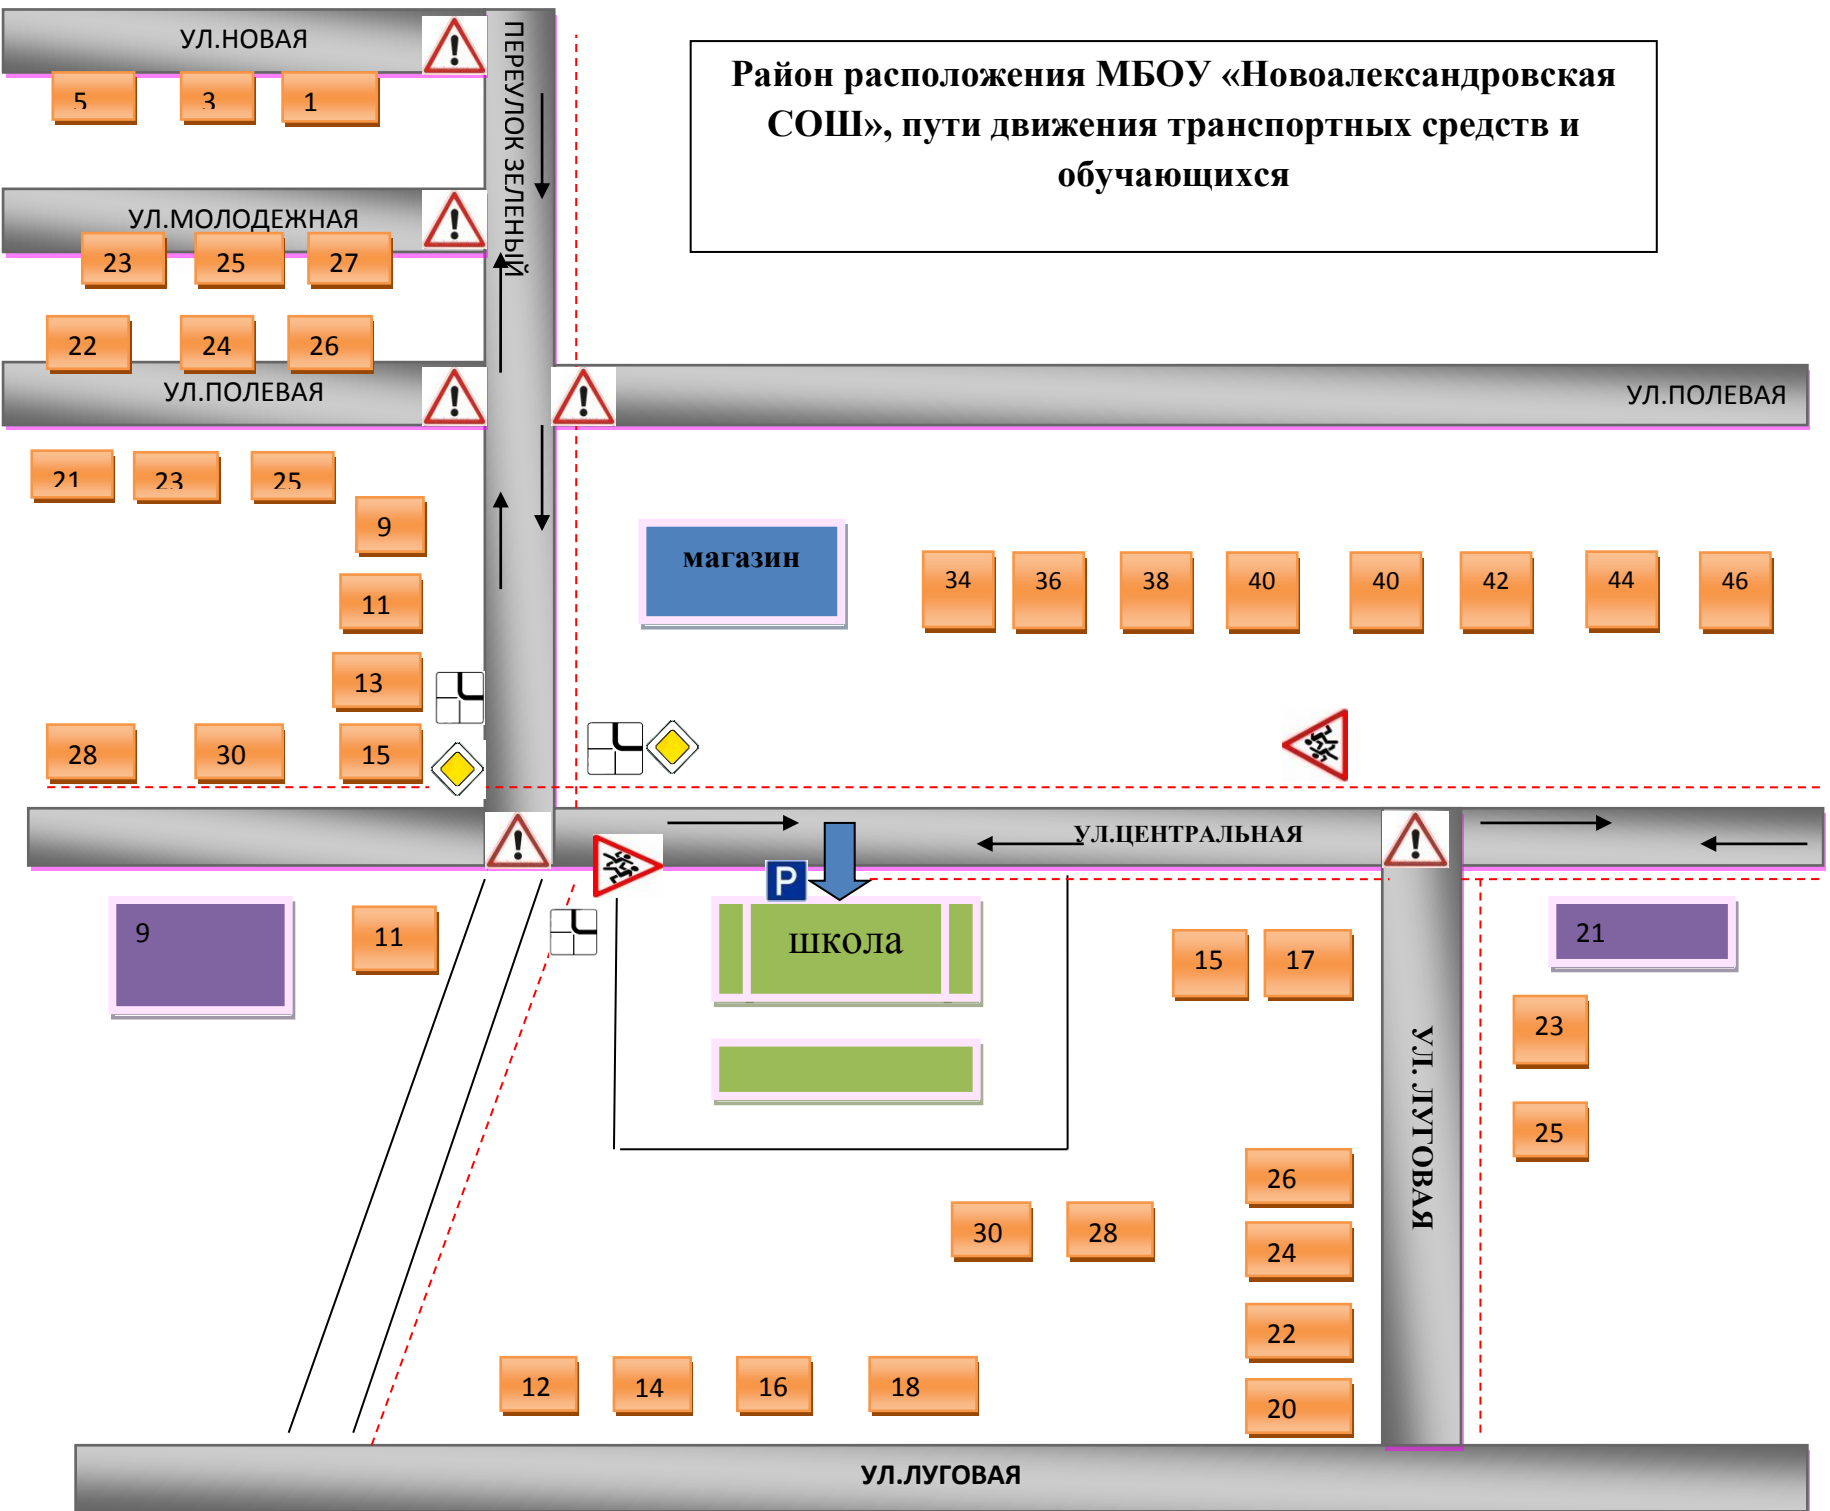 УЛ.НОВАЯ
ПЕРЕУЛОК ЗЕЛЕНЫЙ
Район расположения МБОУ «Новоалександровская
СОШ», пути движения транспортных средств и
обучающихся
5 3 1
УЛ.МОЛОДЕЖНАЯ
23 25 27
22 24 26
УЛ.ПОЛЕВАЯ
УЛ.ПОЛЕВАЯ
21 23 25
9
магазин
34 36 38 40 40 42 44 46
11
13
28 30 15
УЛ.ЦЕНТРАЛЬНАЯ
P
9
11
школа
15 17
21
23
25
УЛ. ЛУГОВАЯ
26
30 28
24
22
12 14 16 18
20
УЛ.ЛУГОВАЯ